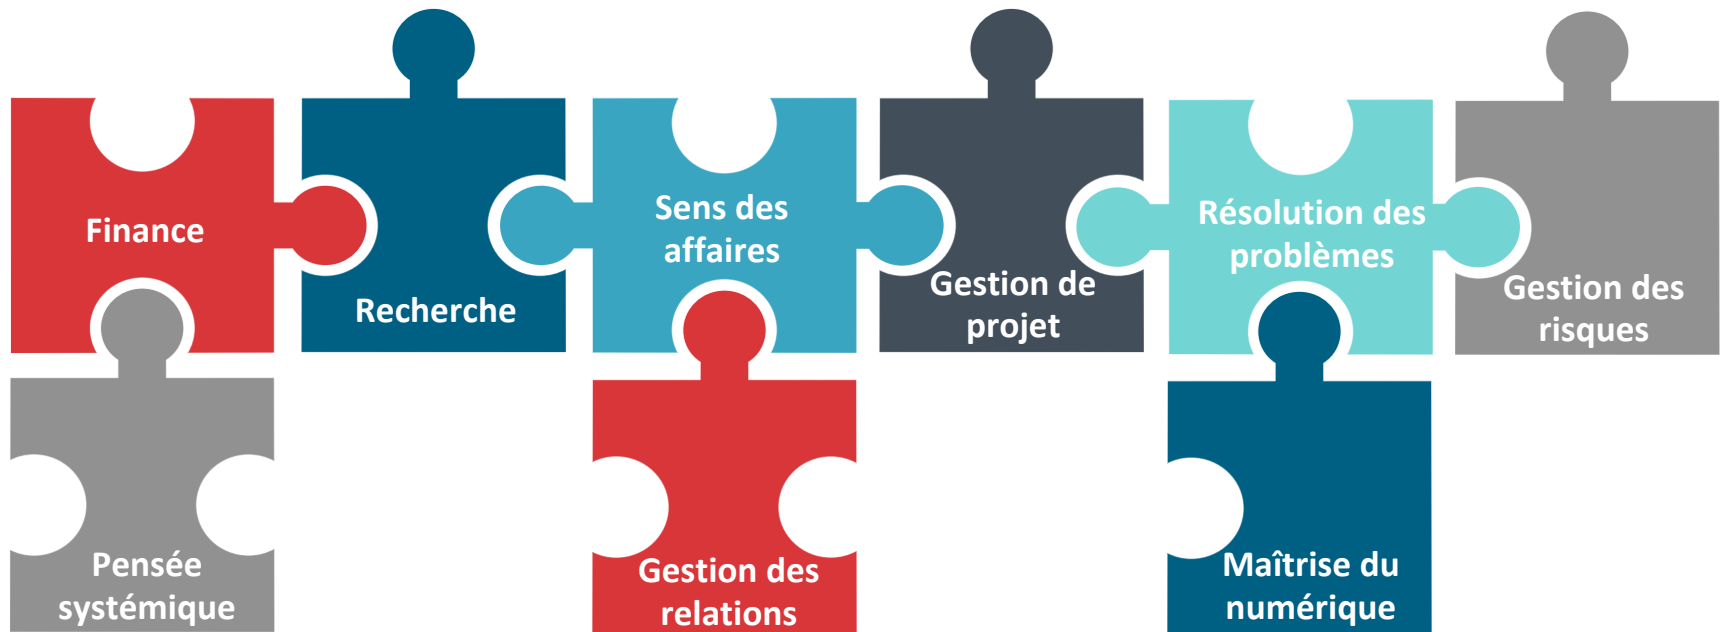 Finance
Recherche
Sens des
affaires
Gestion de
projet
Résolution des
problèmes
Gestion des
risques
Pensée
systémique
Gestion des
relations
Maîtrise du
numérique